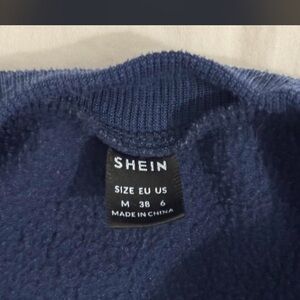 SHEIN
SIZE EU US
M 38 6
MADE IN CHINA